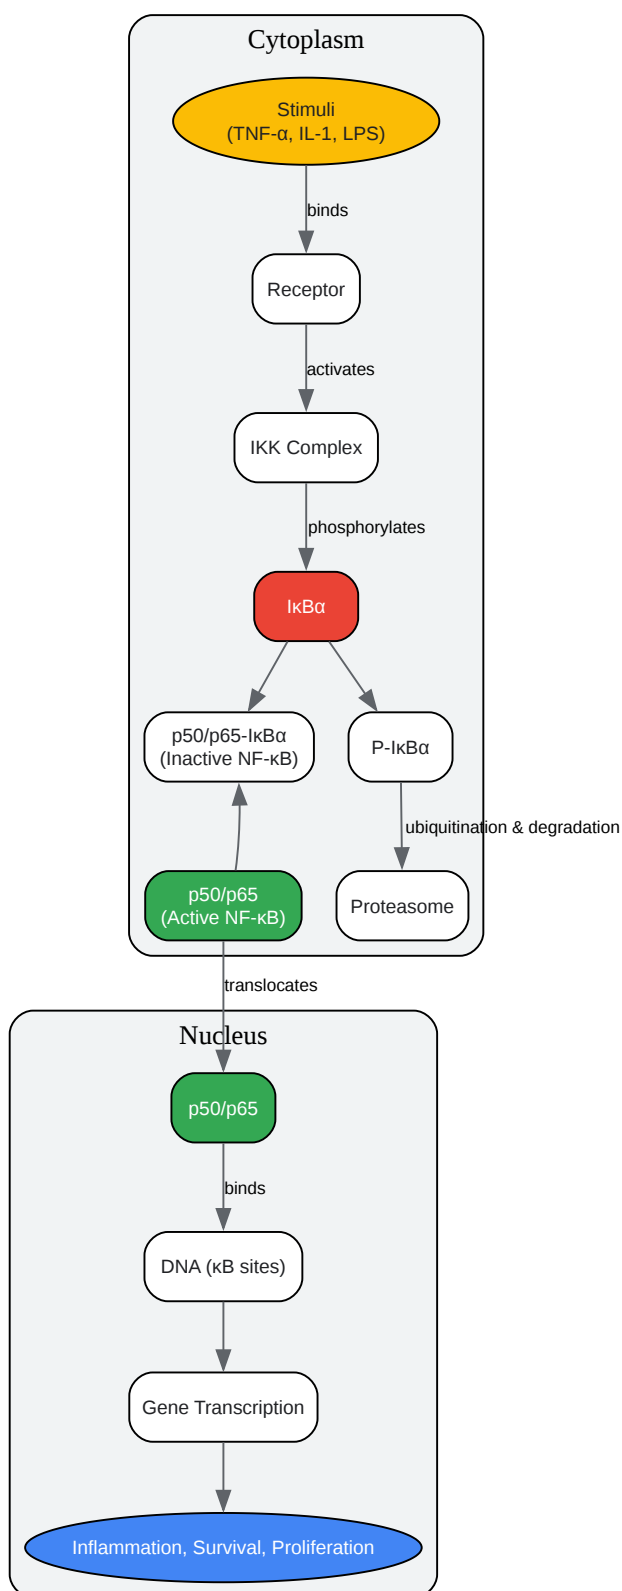 Cytoplasm
Stimuli
(TNF-α, IL-1, LPS)
binds
Receptor
activates
IKK Complex
phosphorylates
IκBα
p50/p65-IκBα
(Inactive NF-κB)
P-IκBα
ubiquitination & degradation
p50/p65
(Active NF-κB)
Proteasome
translocates
Nucleus
p50/p65
binds
DNA (κB sites)
Gene Transcription
Inflammation, Survival, Proliferation